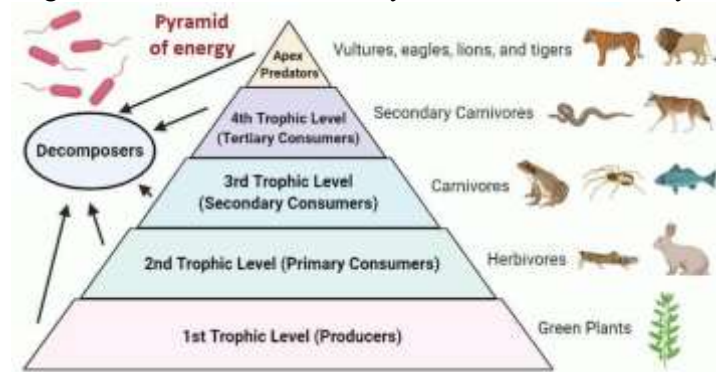 Pyramid
of energy
Vultures, eagles, lions, and tigers
Apex
Predators
Secondary Carnivores
4th Trophic Level
(Tertiary Consumers)
Decomposers
3rd Trophic Level
(Secondary Consumers)
Carnivores
2nd Trophic Level (Primary Consumers)
Herbivores
1st Trophic Level (Producers)
Green Plants